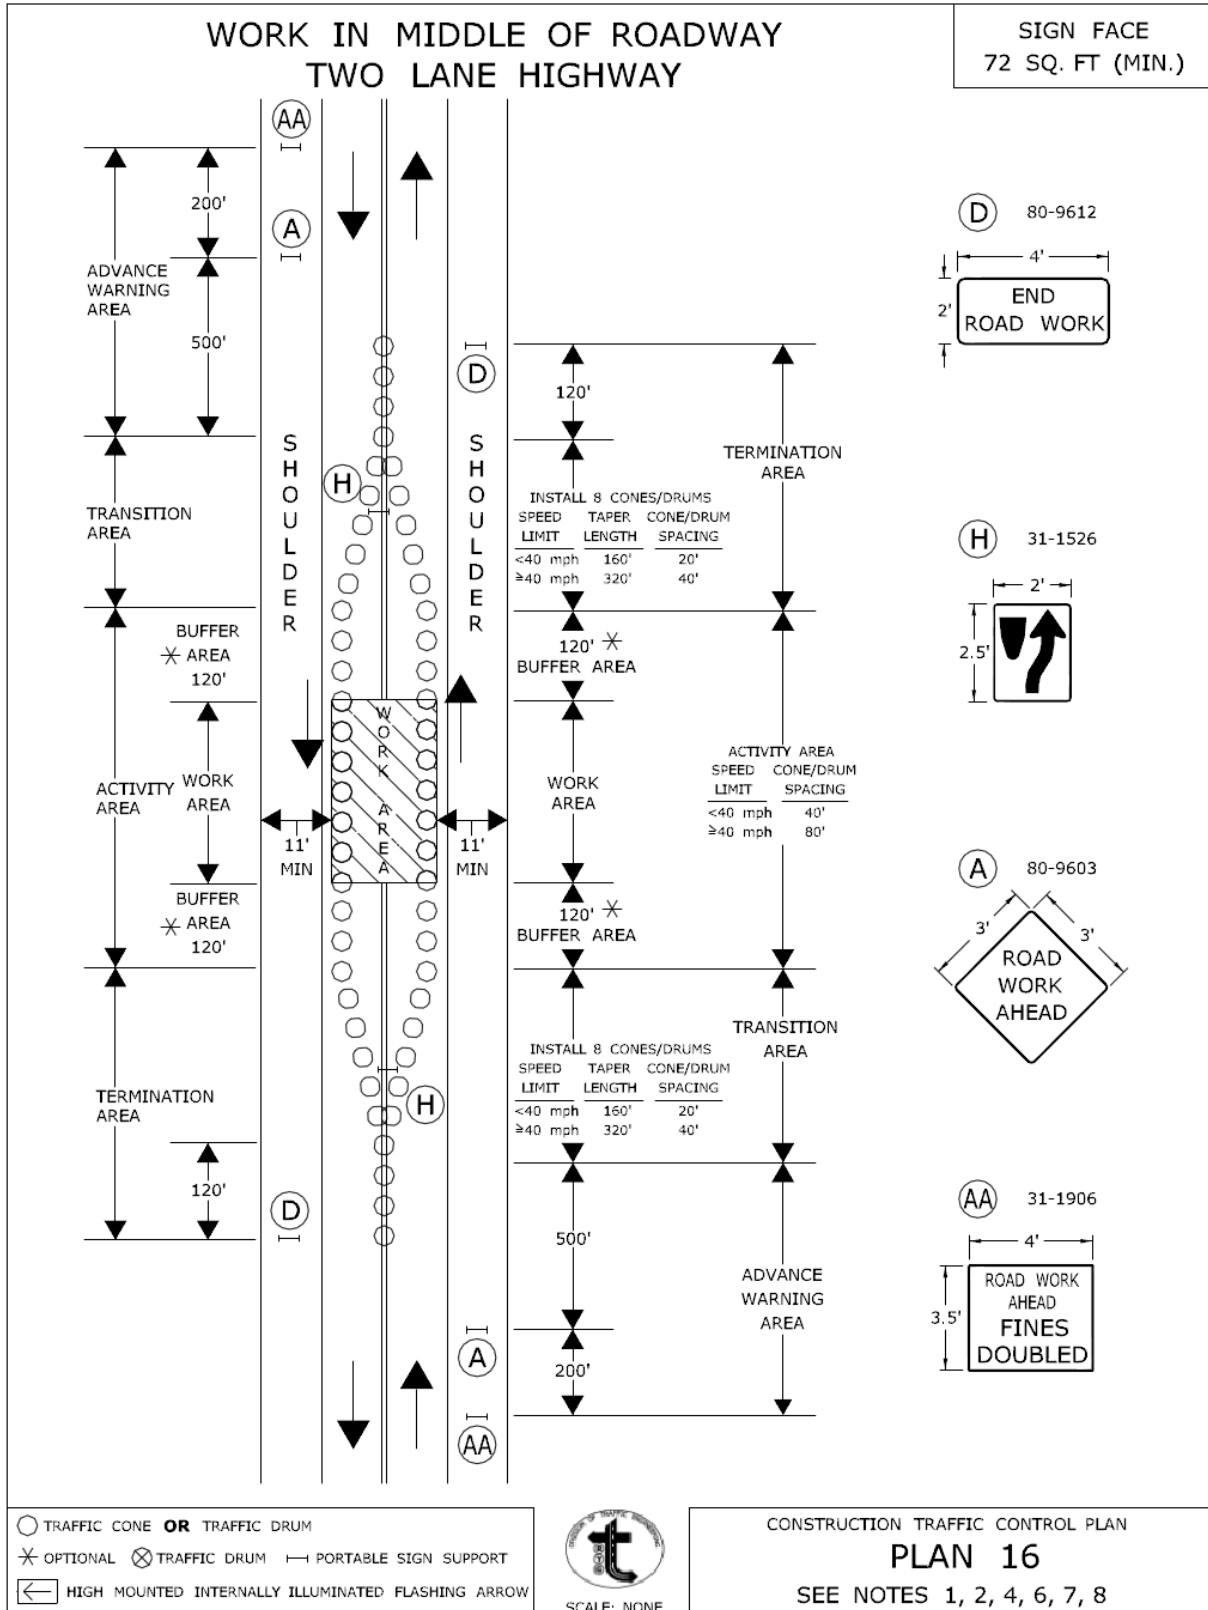 WORK IN MIDDLE OF ROADWAY
TWO LANE HIGHWAY
SIGN FACE
72 SQ. FT (MIN.)
AA
200'
A
ADVANCE
WARNING
AREA
500'
SHOULDER
H
TRANSITION
AREA
BUFFER
* AREA
120'
ACTIVITY
AREA
WORK
AREA
11'
MIN
BUFFER
* AREA
120'
TERMINATION
AREA
120'
D
WORK AREA
D
SHOULDER
120'
TERMINATION
AREA
INSTALL 8 CONES/DRUMS
SPEED TAPER CONE/DRUM
LIMIT LENGTH SPACING
<40 mph 160' 20'
≥40 mph 320' 40'
120' *
BUFFER AREA
WORK
AREA
ACTIVITY AREA
SPEED CONE/DRUM
LIMIT SPACING
<40 mph 40'
≥40 mph 80'
11'
MIN
120' *
BUFFER AREA
INSTALL 8 CONES/DRUMS
SPEED TAPER CONE/DRUM
LIMIT LENGTH SPACING
<40 mph 160' 20'
≥40 mph 320' 40'
TRANSITION
AREA
H
500'
ADVANCE
WARNING
AREA
A
200'
AA
D 80-9612
4'
2'
END
ROAD WORK
H 31-1526
2'
2.5'
A 80-9603
3' 3'
ROAD
WORK
AHEAD
AA 31-1906
4'
3.5'
ROAD WORK
AHEAD
FINES
DOUBLED
TRAFFIC CONE OR TRAFFIC DRUM
* OPTIONAL TRAFFIC DRUM PORTABLE SIGN SUPPORT
HIGH MOUNTED INTERNALLY ILLUMINATED FLASHING ARROW
DIVISION OF TRAFFIC ENGINEERING
SCALE: NONE
CONSTRUCTION TRAFFIC CONTROL PLAN
PLAN 16
SEE NOTES 1, 2, 4, 6, 7, 8